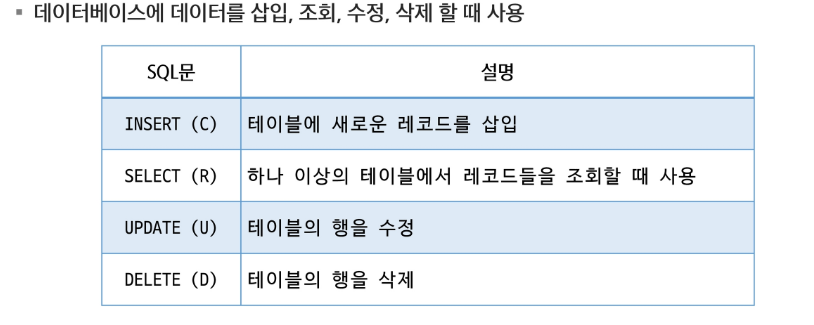 ▪ 데이터베이스에 데이터를 삽입, 조회, 수정, 삭제 할 때 사용
SQL문 설명
INSERT (C) 테이블에 새로운 레코드를 삽입
SELECT (R) 하나 이상의 테이블에서 레코드들을 조회할 때 사용
UPDATE (U) 테이블의 행을 수정
DELETE (D) 테이블의 행을 삭제